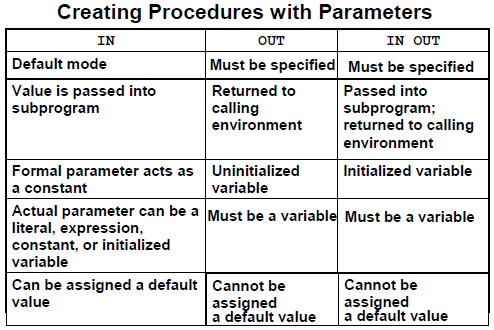 Creating Procedures with Parameters
IN
OUT
IN OUT
Default mode
Must be specified
Must be specified
Value is passed into
subprogram
Returned to
calling
environment
Passed into
subprogram;
returned to calling
environment
Formal parameter acts as
a constant
Uninitialized
variable
Initialized variable
Actual parameter can be a
literal, expression,
constant, or initialized
variable
Must be a variable
Must be a variable
Can be assigned a default
value
Cannot be
assigned
a default value
Cannot be
assigned
a default value